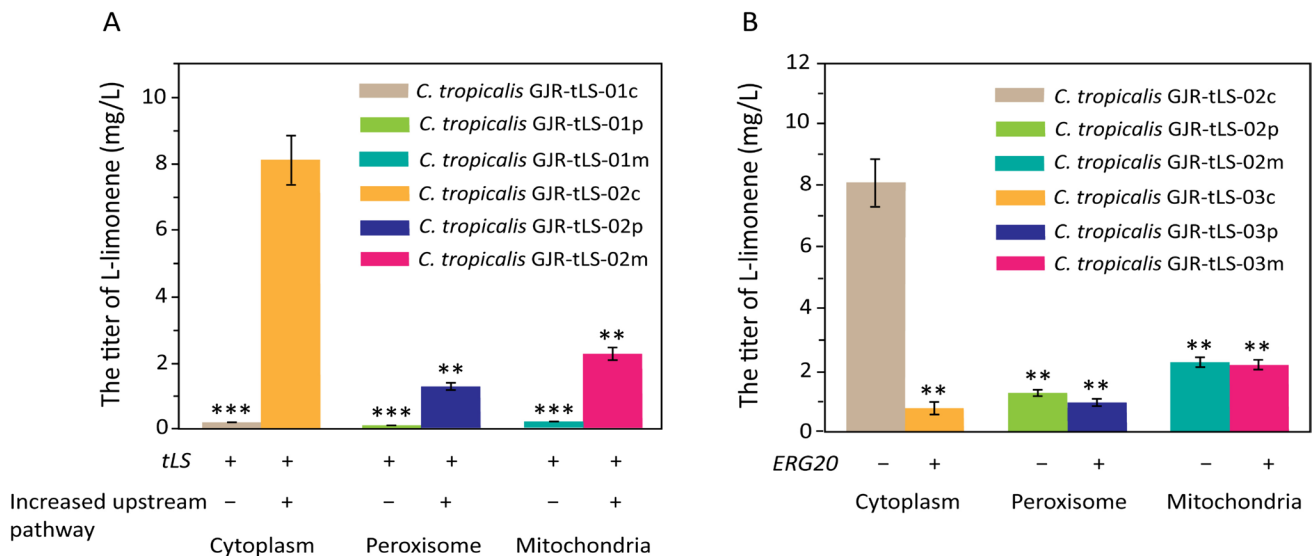 A
The titer of L-limonene (mg/L)
10
8
6
4
2
0
C. tropicalis GJR-tLS-01c
C. tropicalis GJR-tLS-01p
C. tropicalis GJR-tLS-01m
C. tropicalis GJR-tLS-02c
C. tropicalis GJR-tLS-02p
C. tropicalis GJR-tLS-02m
*** *** ** *** **
tLS + + + + + +
Increased upstream pathway − + − + − +
Cytoplasm Peroxisome Mitochondria
B
The titer of L-limonene (mg/L)
12
10
8
6
4
2
0
C. tropicalis GJR-tLS-02c
C. tropicalis GJR-tLS-02p
C. tropicalis GJR-tLS-02m
C. tropicalis GJR-tLS-03c
C. tropicalis GJR-tLS-03p
C. tropicalis GJR-tLS-03m
** ** ** ** **
ERG20 − + − + − +
Cytoplasm Peroxisome Mitochondria